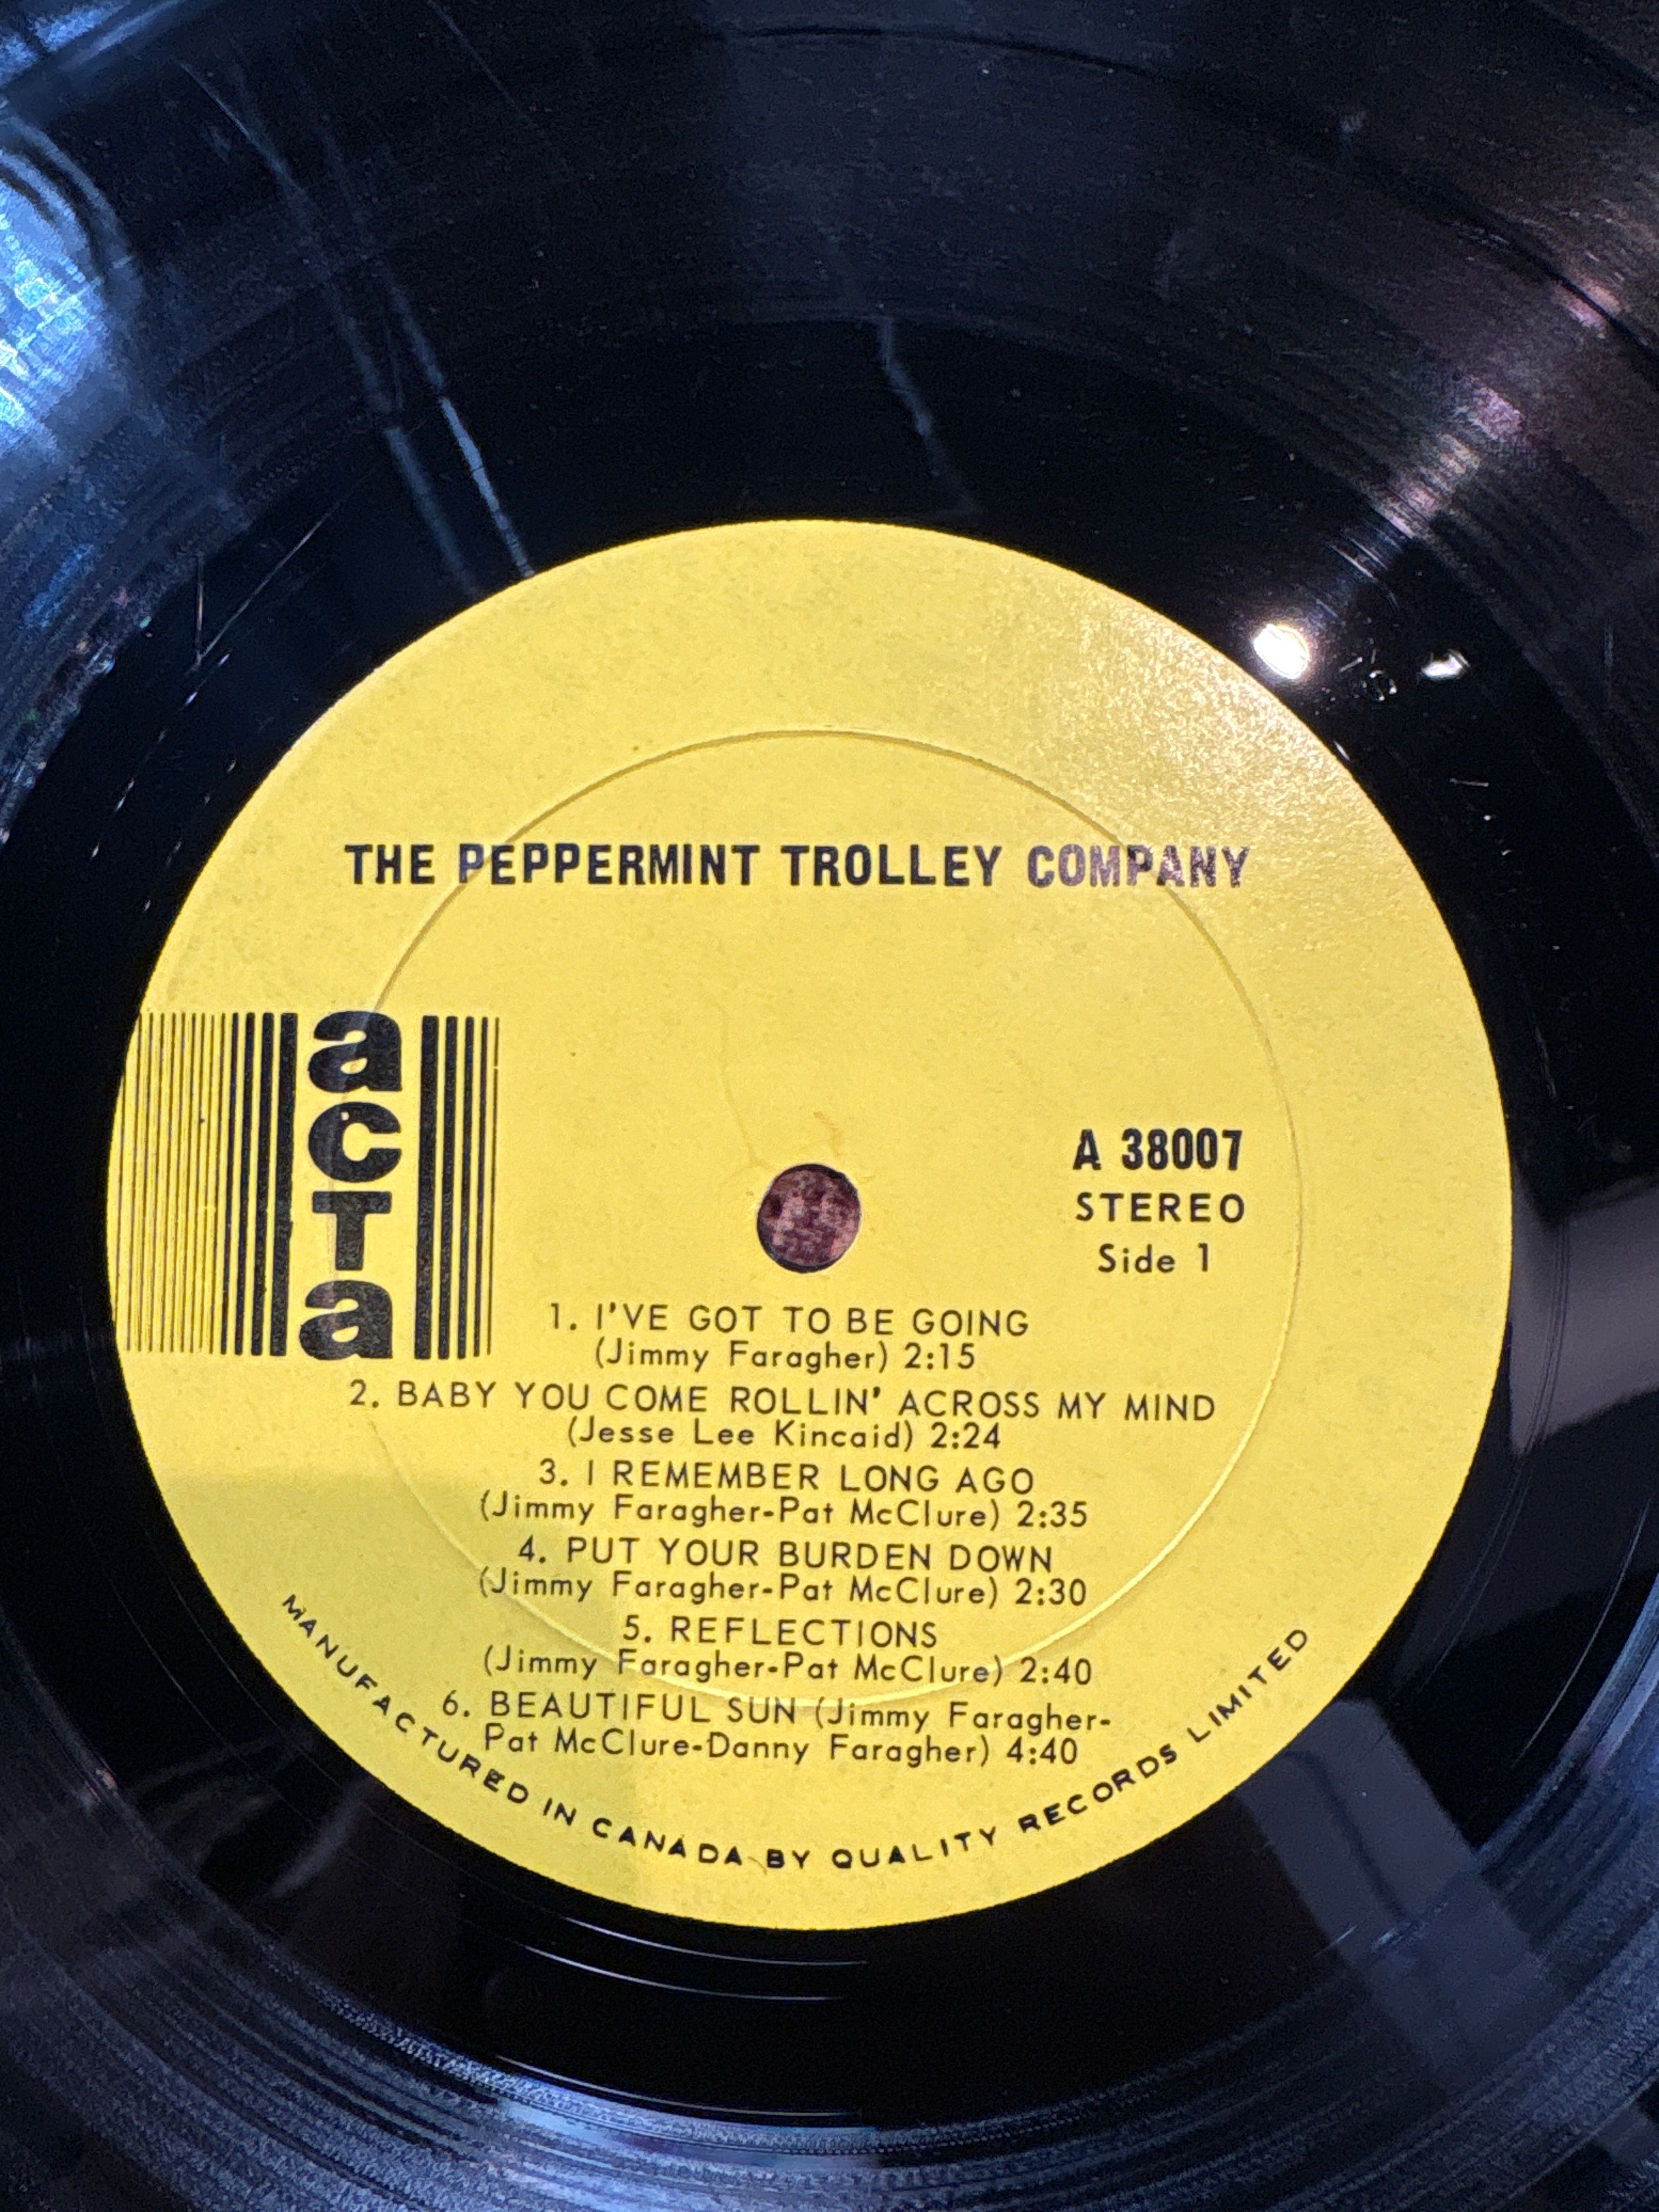 THE PEPPERMINT TROLLEY COMPANY
acTa
A 38007
STEREO
Side 1
1. I'VE GOT TO BE GOING
(Jimmy Faragher) 2:15
2. BABY YOU COME ROLLIN' ACROSS MY MIND
(Jesse Lee Kincaid) 2:24
3. I REMEMBER LONG AGO
(Jimmy Faragher-Pat McClure) 2:35
4. PUT YOUR BURDEN DOWN
(Jimmy Faragher-Pat McClure) 2:30
5. REFLECTIONS
(Jimmy Faragher-Pat McClure) 2:40
6. BEAUTIFUL SUN (Jimmy Faragher-
Pat McClure-Danny Faragher) 4:40
MANUFACTURED IN CANADA BY QUALITY RECORDS LIMITED